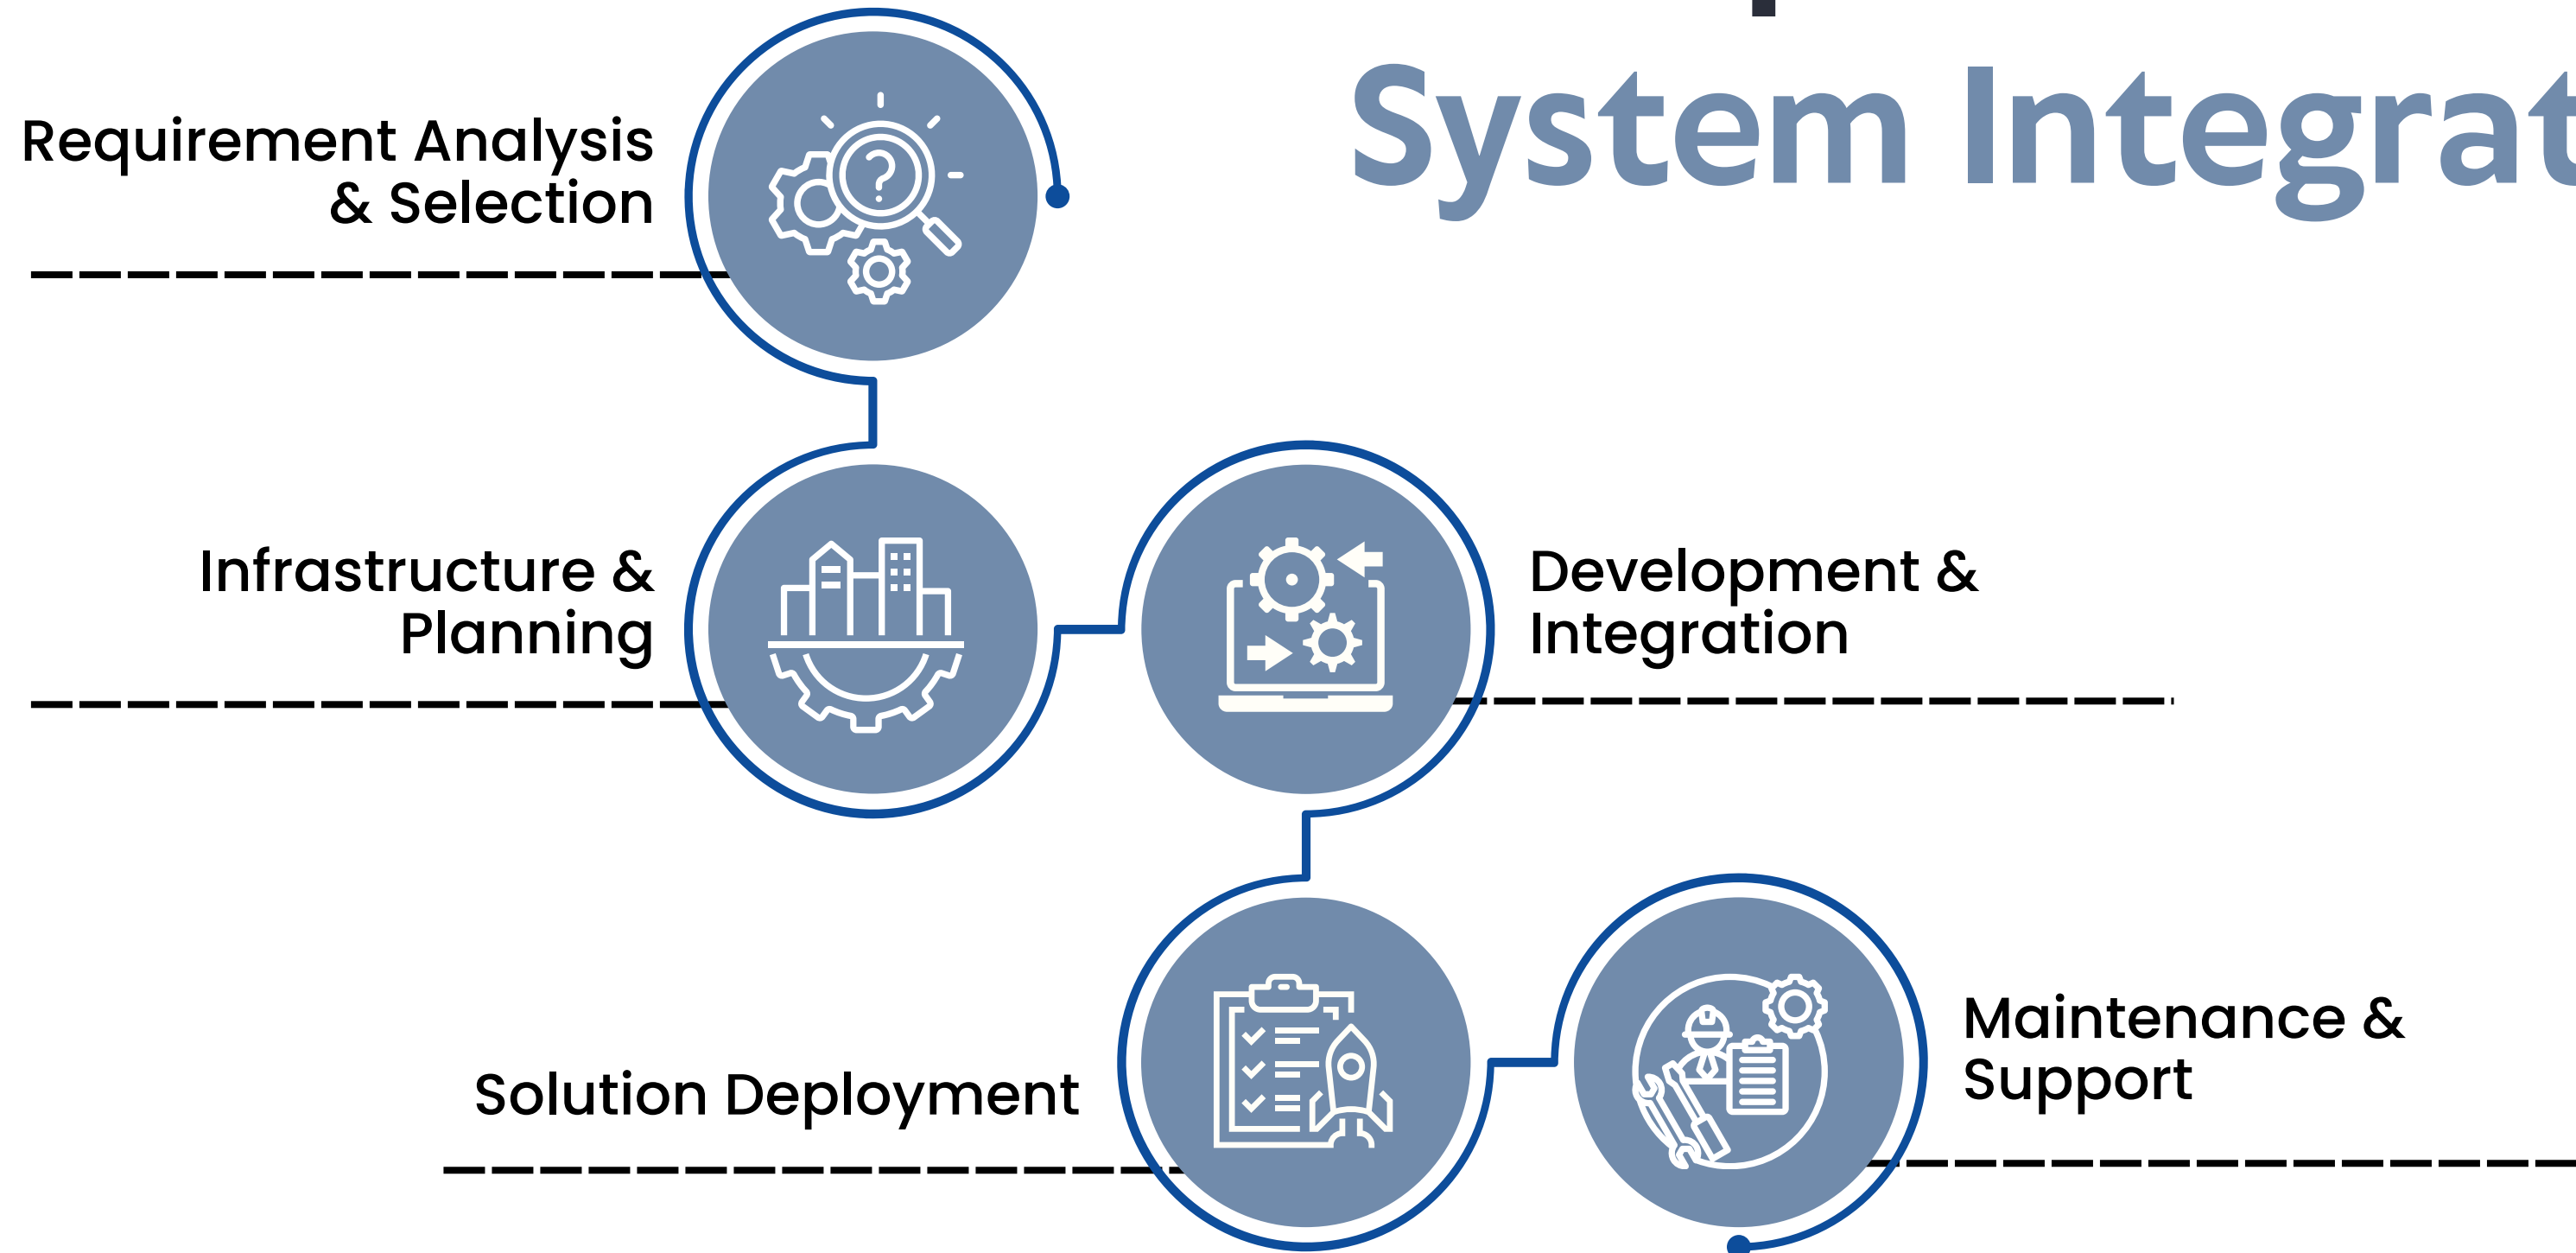 System Integrat
Requirement Analysis
& Selection
Infrastructure &
Planning
Development &
Integration
Solution Deployment
Maintenance &
Support